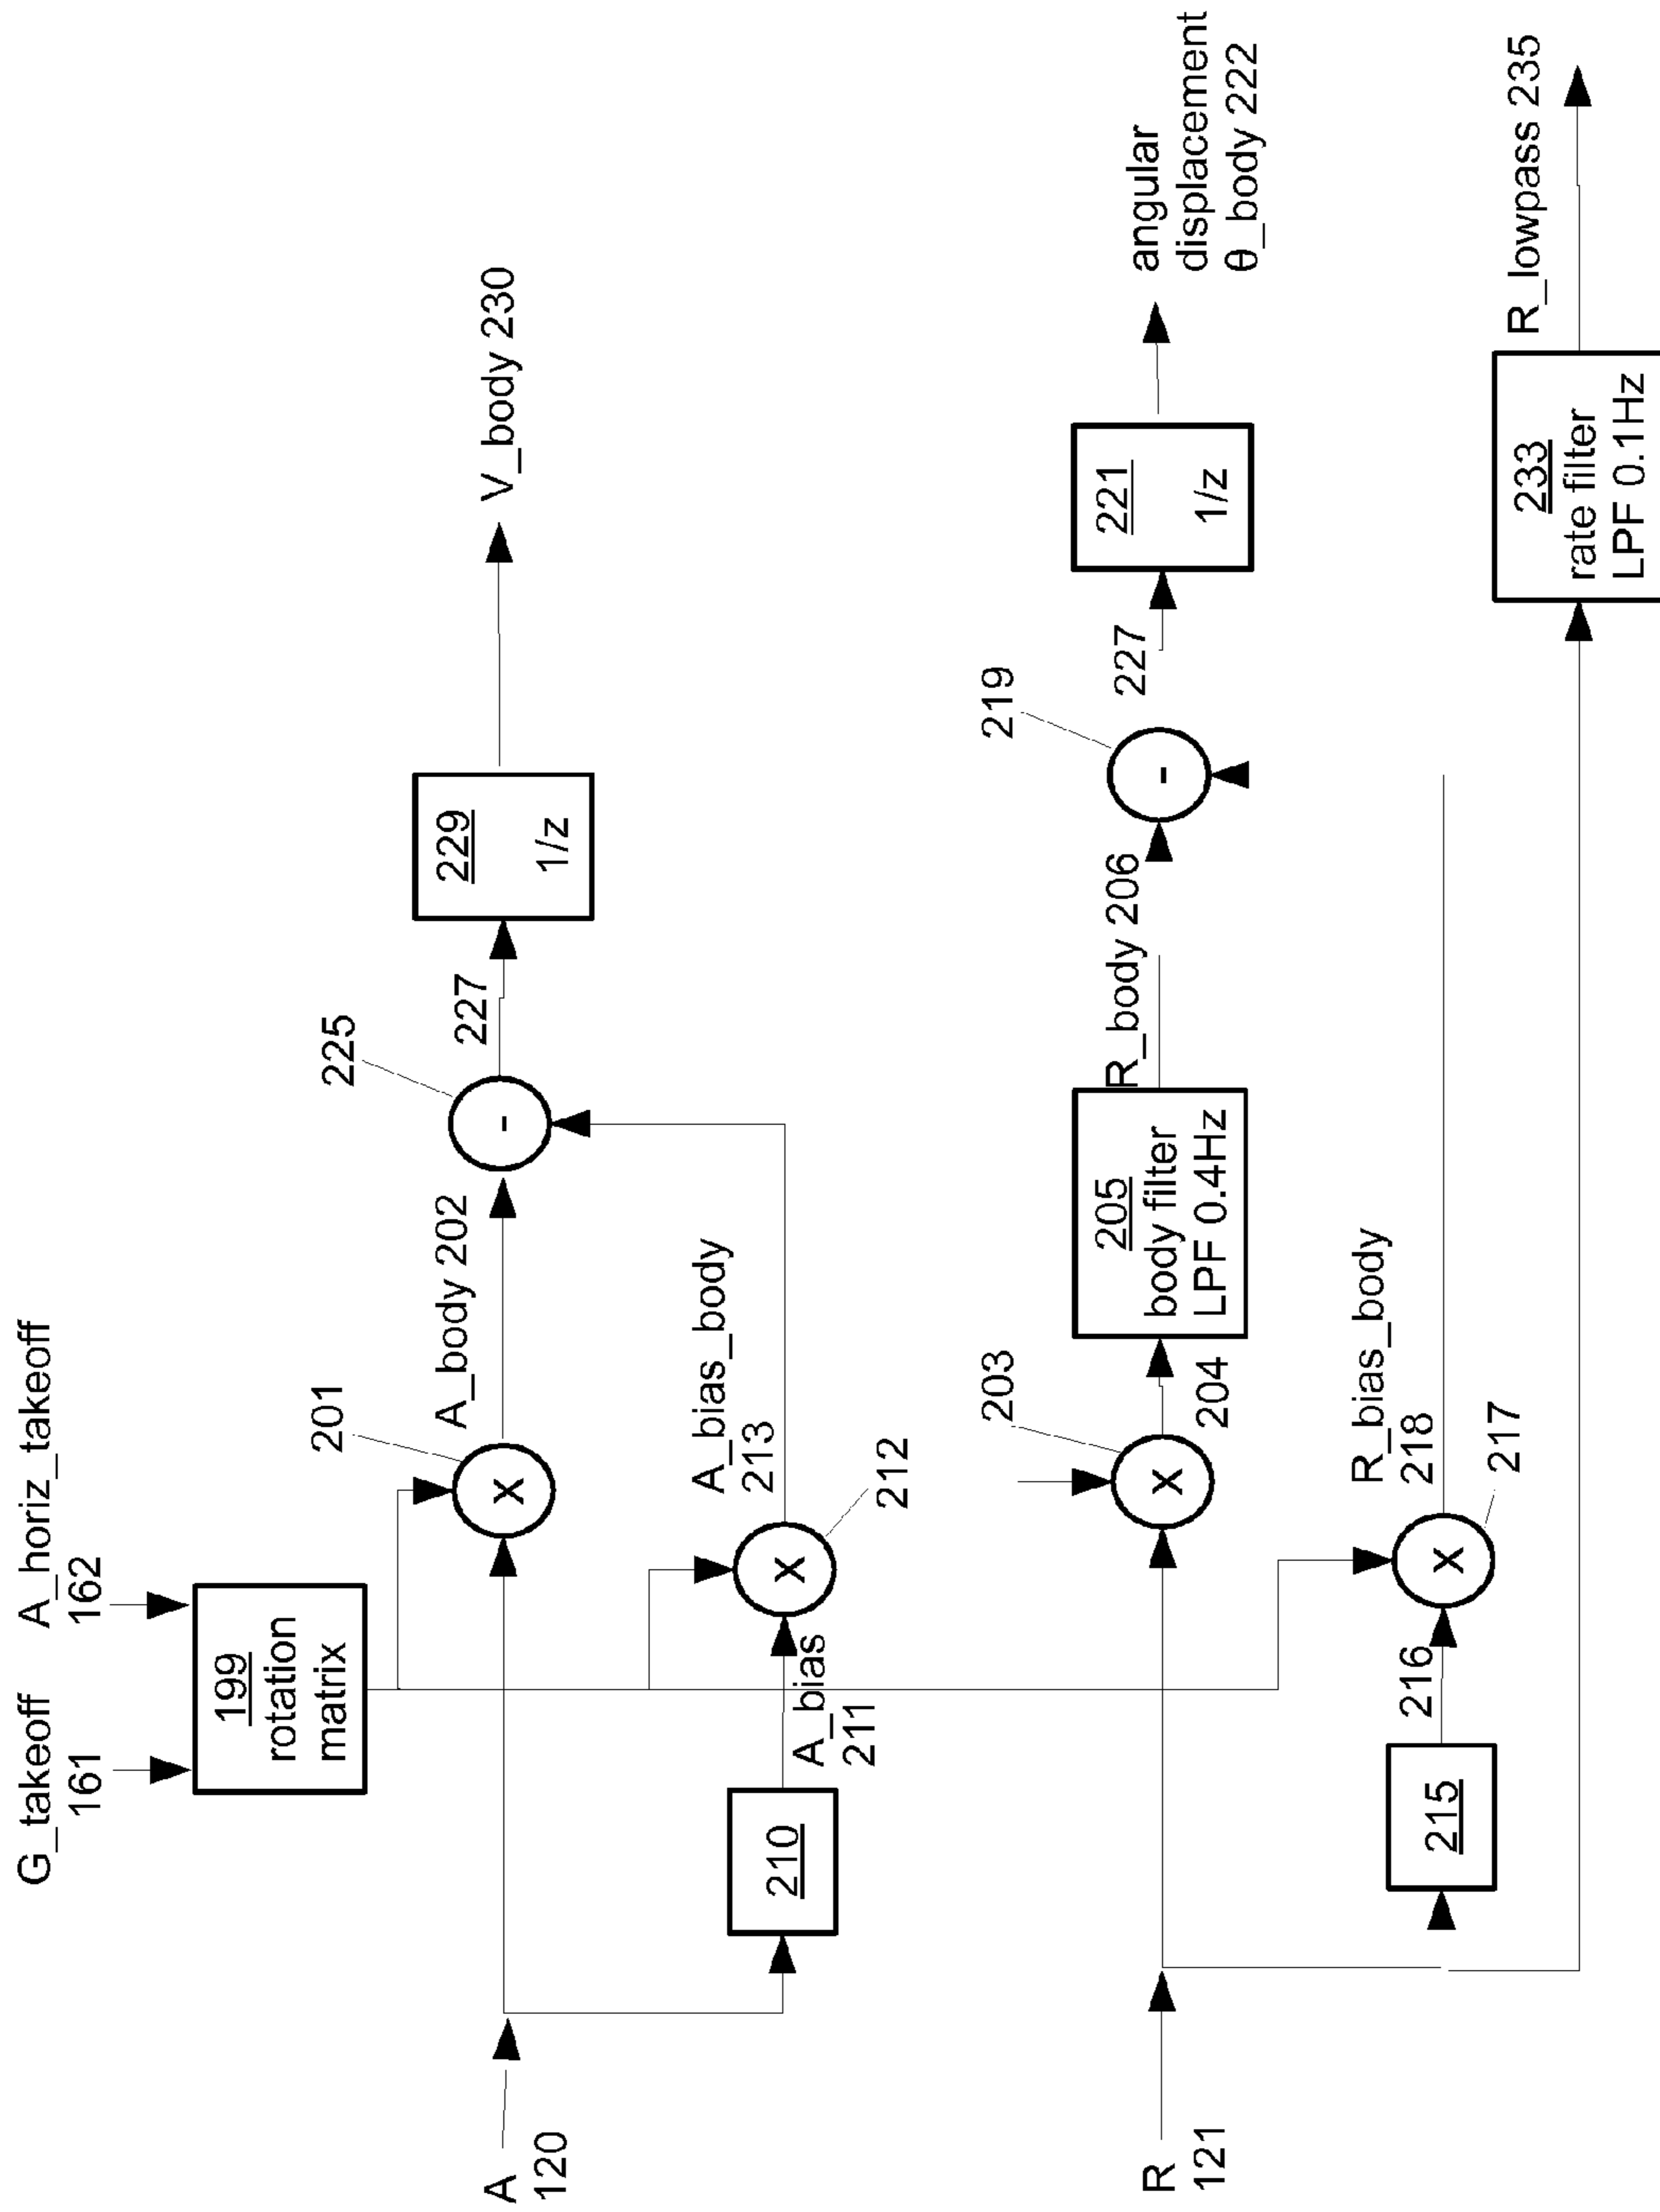 G_takeoff
161
A_horiz_takeoff
162
199
rotation
matrix
A
120
201
x
A_body 202
225
-
227
229
1/z
V_body 230
210
A_bias
211
x
212
A_bias_body
213
R
121
203
x
204
205
body filter
LPF 0.4Hz
R_body 206
219
-
227
221
1/z
angular
displacement
θ_body 222
215
216
x
217
R_bias_body
218
233
rate filter
LPF 0.1Hz
R_lowpass 235